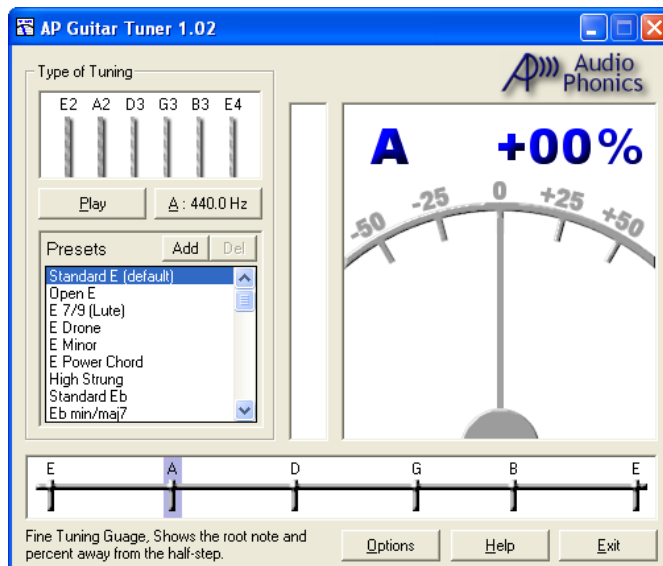 AP Guitar Tuner 1.02
Type of Tuning
E2 A2 D3 G3 B3 E4
Play
A : 440.0 Hz
Presets
Add
Del
Standard E (default)
Open E
E 7/9 (Lute)
E Drone
E Minor
E Power Chord
High Strung
Standard Eb
Eb min/maj7
AP
Audio
Phonics
A +00%
-50 -25 0 +25 +50
E A D G B E
Fine Tuning Guage, Shows the root note and
percent away from the half-step.
Options
Help
Exit